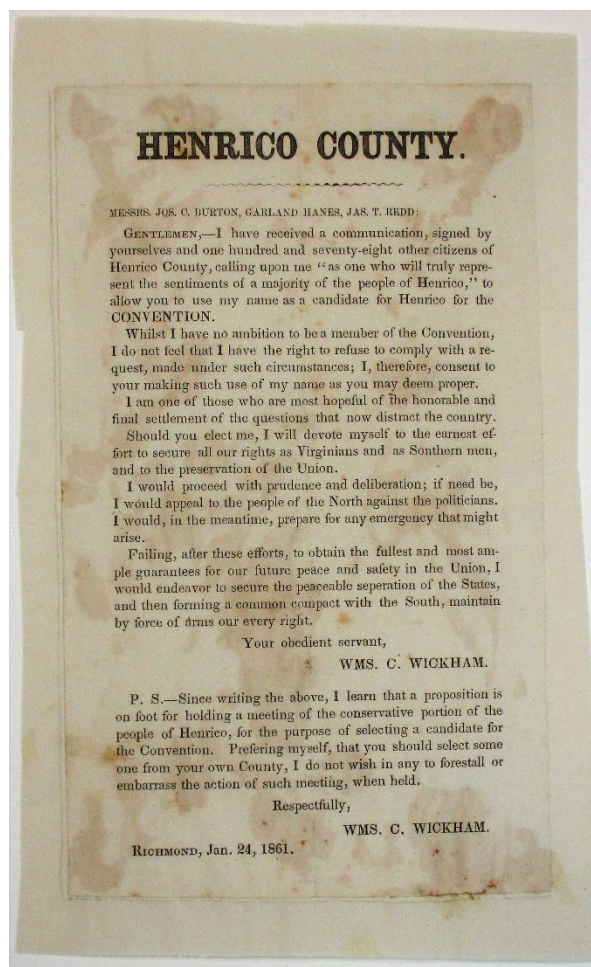 HENRICO COUNTY.
MESSRS. JOS. C. BURTON, GARLAND HANES, JAS. T. REDD:
GENTLEMEN,—I have received a communication, signed by
yourselves and one hundred and seventy-eight other citizens of
Henrico County, calling upon me "as one who will truly repre-
sent the sentiments of a majority of the people of Henrico," to
allow you to use my name as a candidate for Henrico for the
CONVENTION.
Whilst I have no ambition to be a member of the Convention,
I do not feel that I have the right to refuse to comply with a re-
quest, made under such circumstances; I, therefore, consent to
your making such use of my name as you may deem proper.
I am one of those who are most hopeful of the honorable and
final settlement of the questions that now distract the country.
Should you elect me, I will devote myself to the earnest ef-
fort to secure all our rights as Virginians and as Sonthern men,
and to the preservation of the Union.
I would proceed with prudence and deliberation; if need be,
I would appeal to the people of the North against the politicians.
I would, in the meantime, prepare for any emergency that might
arise.
Failing, after these efforts, to obtain the fullest and most am-
ple guarantees for our future peace and safety in the Union, I
would endeavor to secure the peaceable seperation of the States,
and then forming a common compact with the South, maintain
by force of arms our every right.
Your obedient servant,
WMS. C. WICKHAM.
P. S.—Since writing the above, I learn that a proposition is
on foot for holding a meeting of the conservative portion of the
people of Henrico, for the purpose of selecting a candidate for
the Convention. Prefering myself, that you should select some
one from your own County, I do not wish in any to forestall or
embarrass the action of such meeting, when held.
Respectfully,
WMS. C. WICKHAM.
RICHMOND, Jan. 24, 1861.